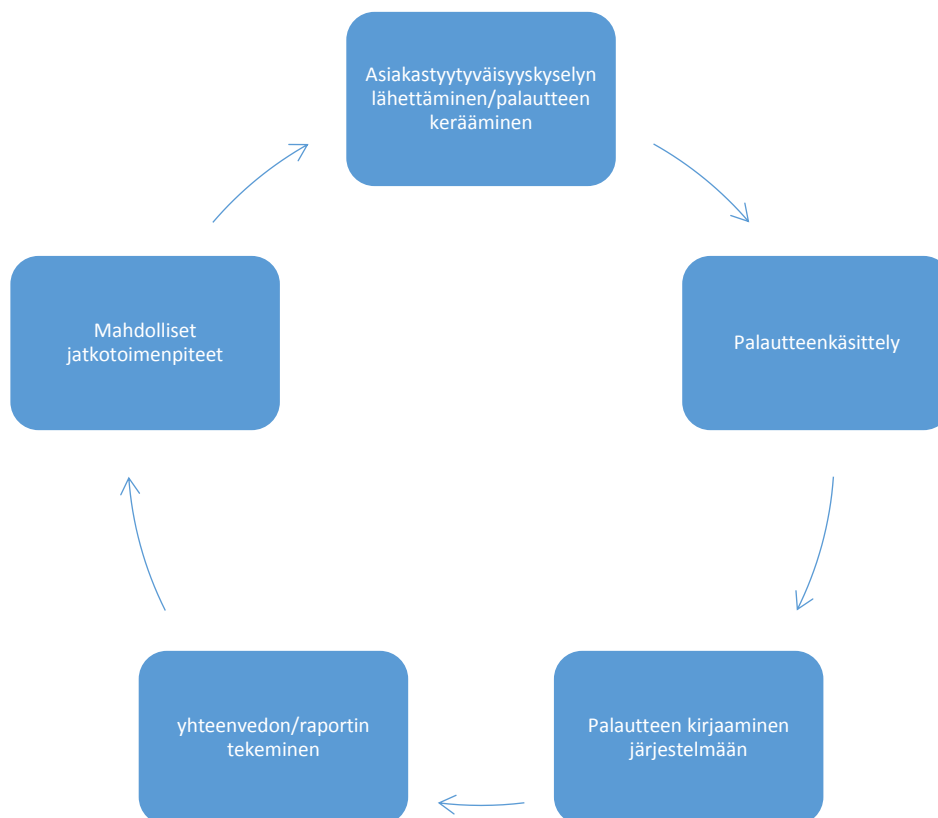 Asiakastyytyväisyyskyselyn
lähettäminen/palautteen
kerääminen
Palautteenkäsittely
Palautteen kirjaaminen
järjestelmään
yhteenvedon/raportin
tekeminen
Mahdolliset
jatkotoimenpiteet